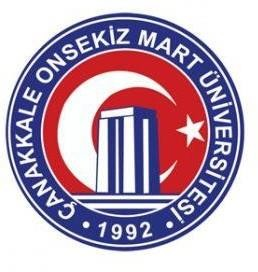 ÇANAKKALE ONSEKİZ MART ÜNİVERSİTESİ
• 1992 •